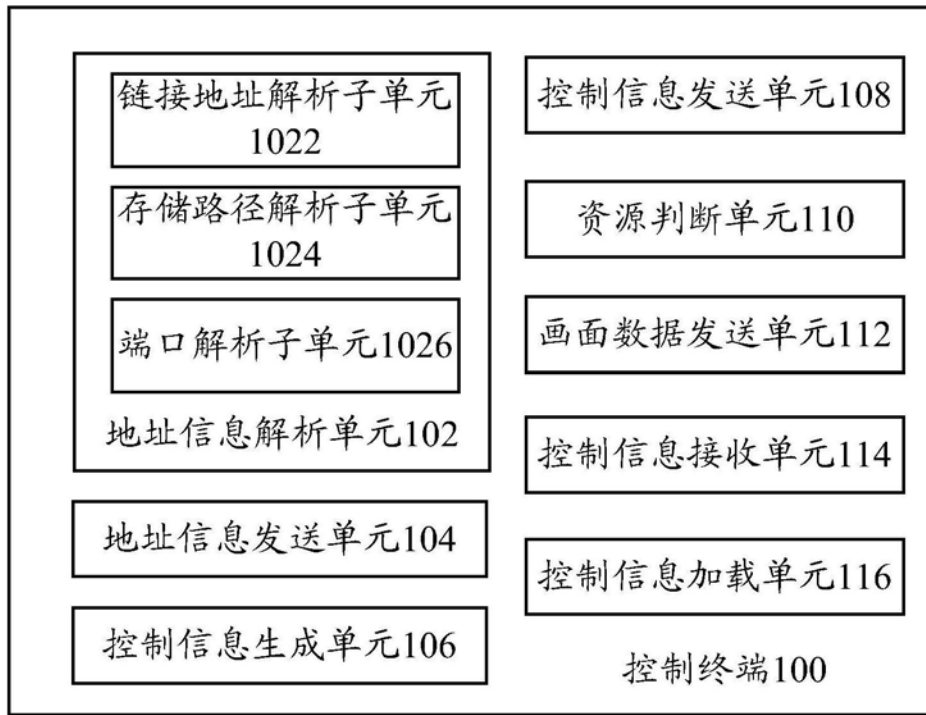 链接地址解析子单元
1022
存储路径解析子单元
1024
端口解析子单元1026
地址信息解析单元102
地址信息发送单元104
控制信息生成单元106
控制信息发送单元108
资源判断单元110
画面数据发送单元112
控制信息接收单元114
控制信息加载单元116
控制终端100